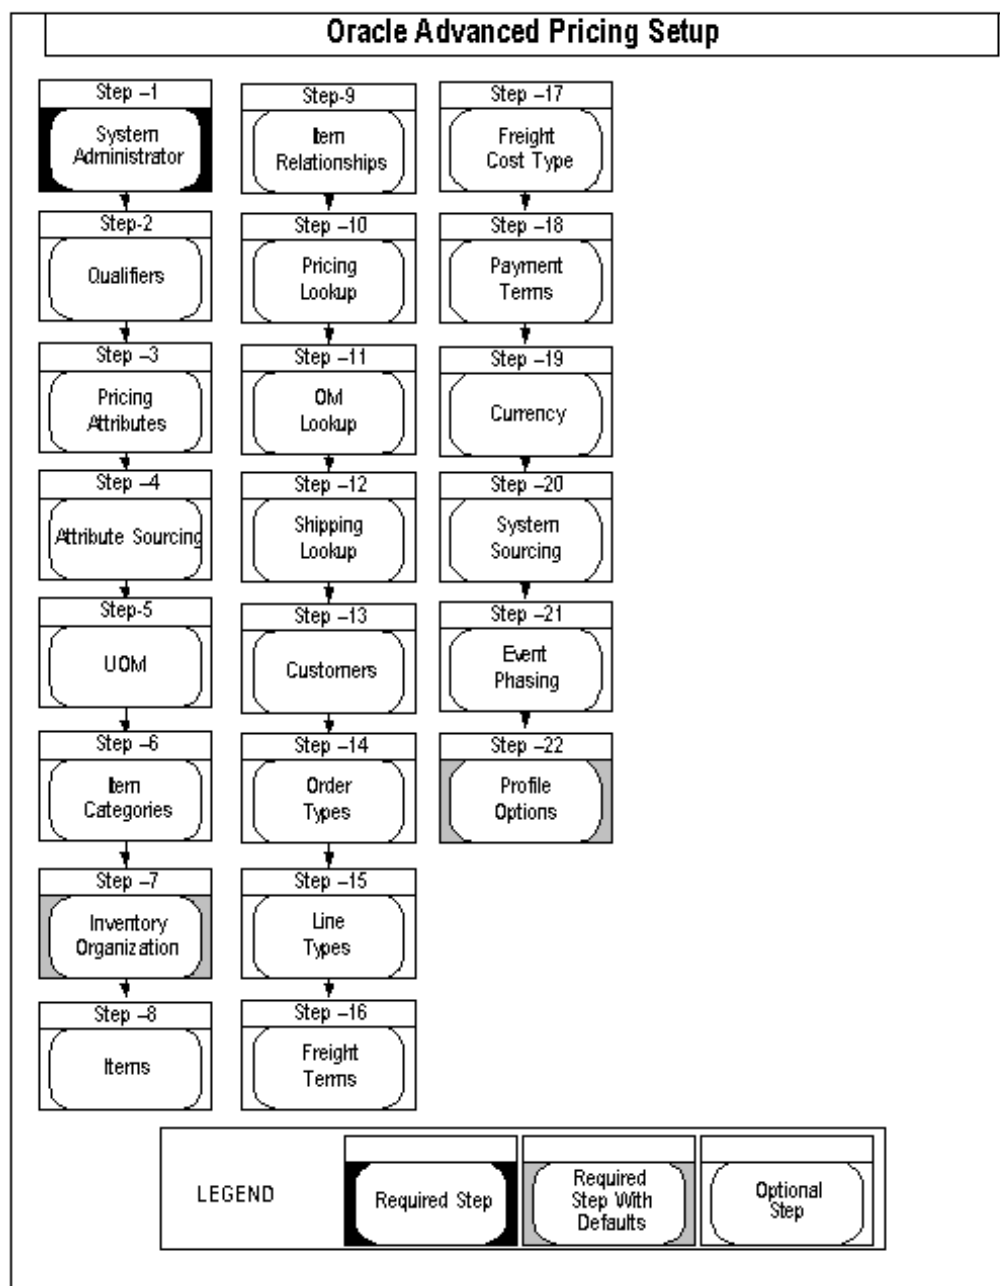 Oracle Advanced Pricing Setup
Step –1
System
Administrator
Step-2
Qualifiers
Step –3
Pricing
Attributes
Step –4
Attribute Sourcing
Step-5
UOM
Step –6
Item
Categories
Step –7
Inventory
Organization
Step –8
Items
Step-9
Item
Relationships
Step –10
Pricing
Lookup
Step –11
OM
Lookup
Step –12
Shipping
Lookup
Step –13
Customers
Step –14
Order
Types
Step –15
Line
Types
Step –16
Freight
Terms
Step –17
Freight
Cost Type
Step –18
Payment
Terms
Step –19
Currency
Step –20
System
Sourcing
Step –21
Event
Phasing
Step –22
Profile
Options
LEGEND
Required Step
Required
Step With
Defaults
Optional
Step